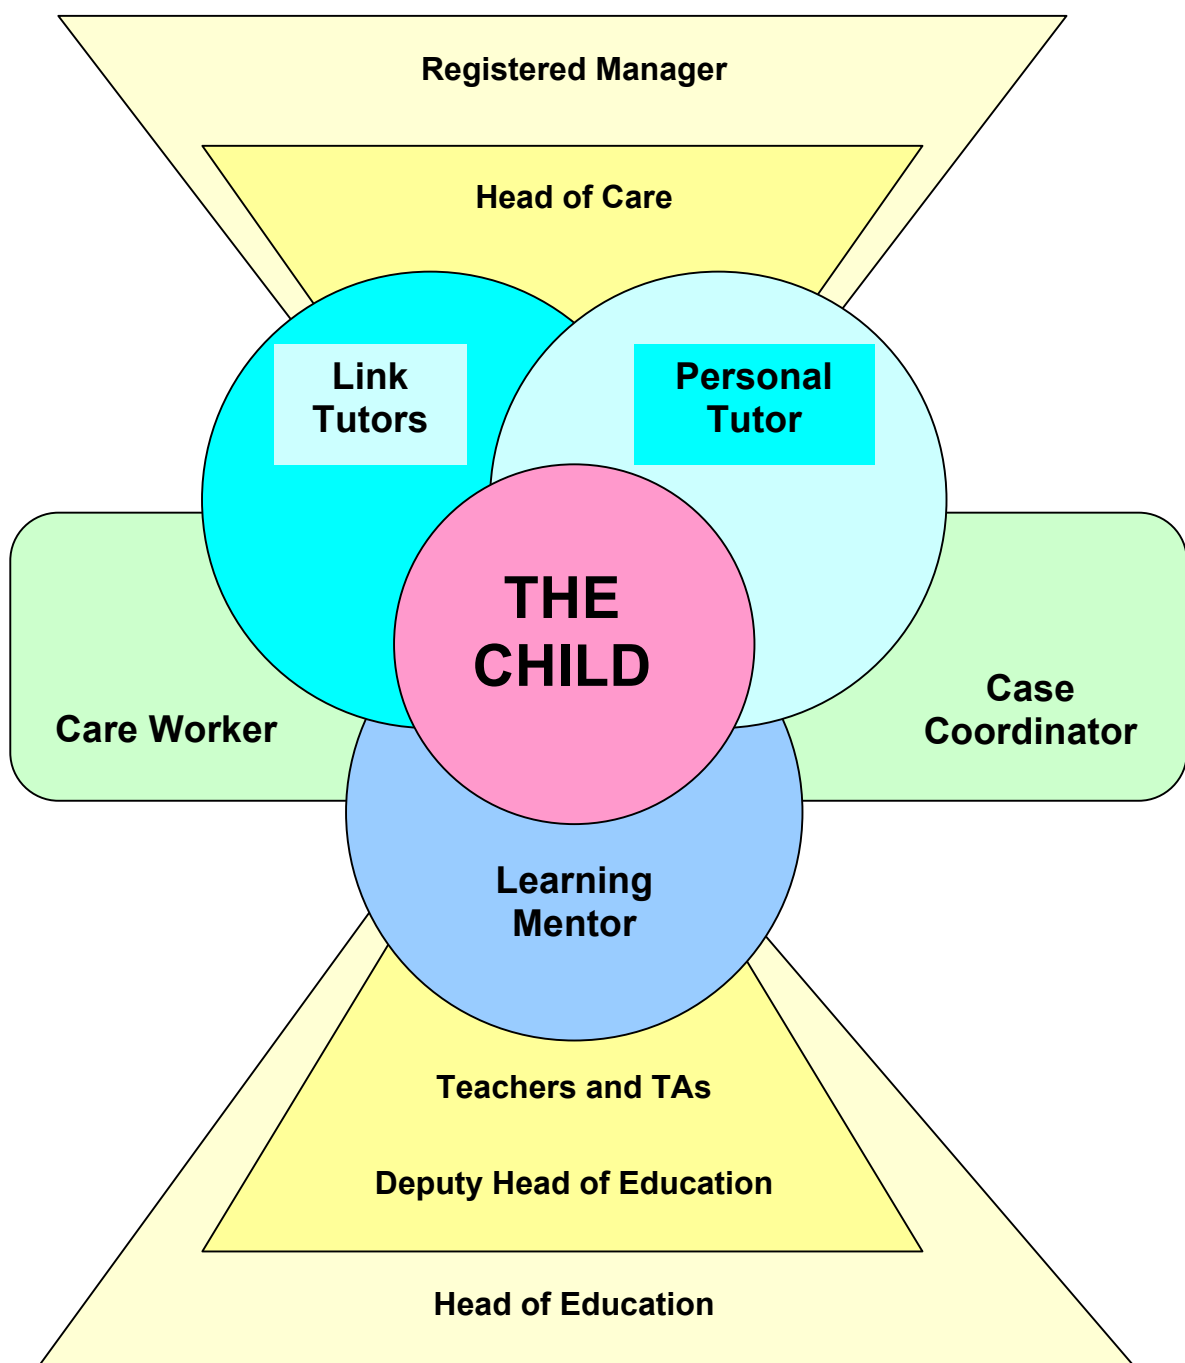 Registered Manager
Head of Care
Link
Tutors
Personal
Tutor
THE
CHILD
Care Worker
Case
Coordinator
Learning
Mentor
Teachers and TAs
Deputy Head of Education
Head of Education